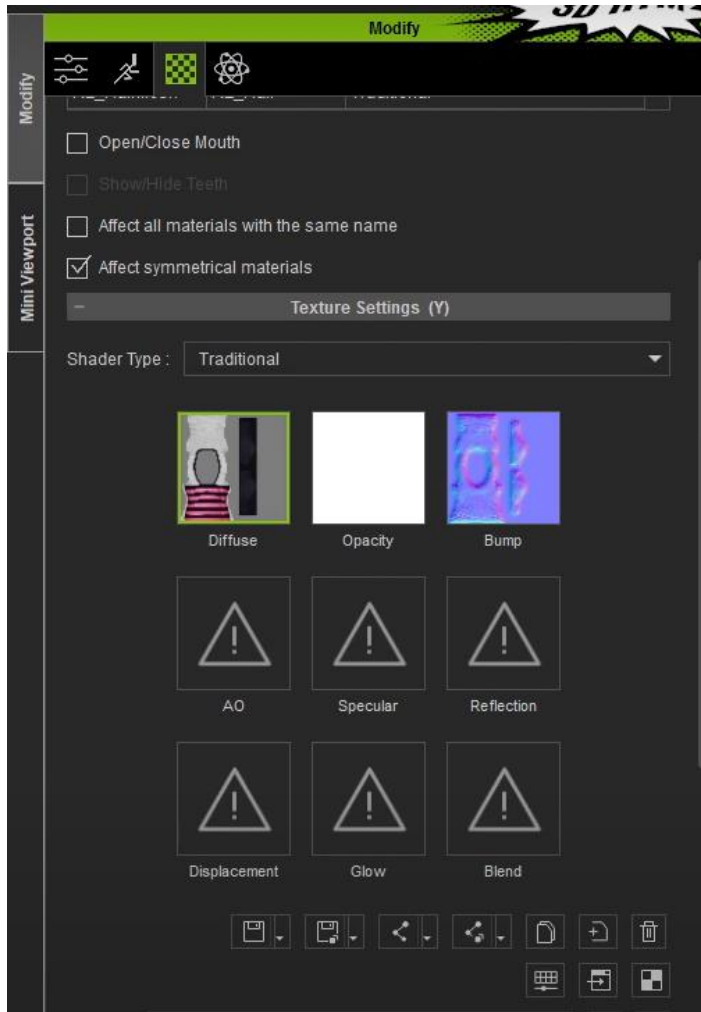 Modify
Modify
Mini Viewport
Open/Close Mouth
Show/Hide Teeth
Affect all materials with the same name
Affect symmetrical materials
Texture Settings (Y)
Shader Type : Traditional
Diffuse Opacity Bump
AO Specular Reflection
Displacement Glow Blend